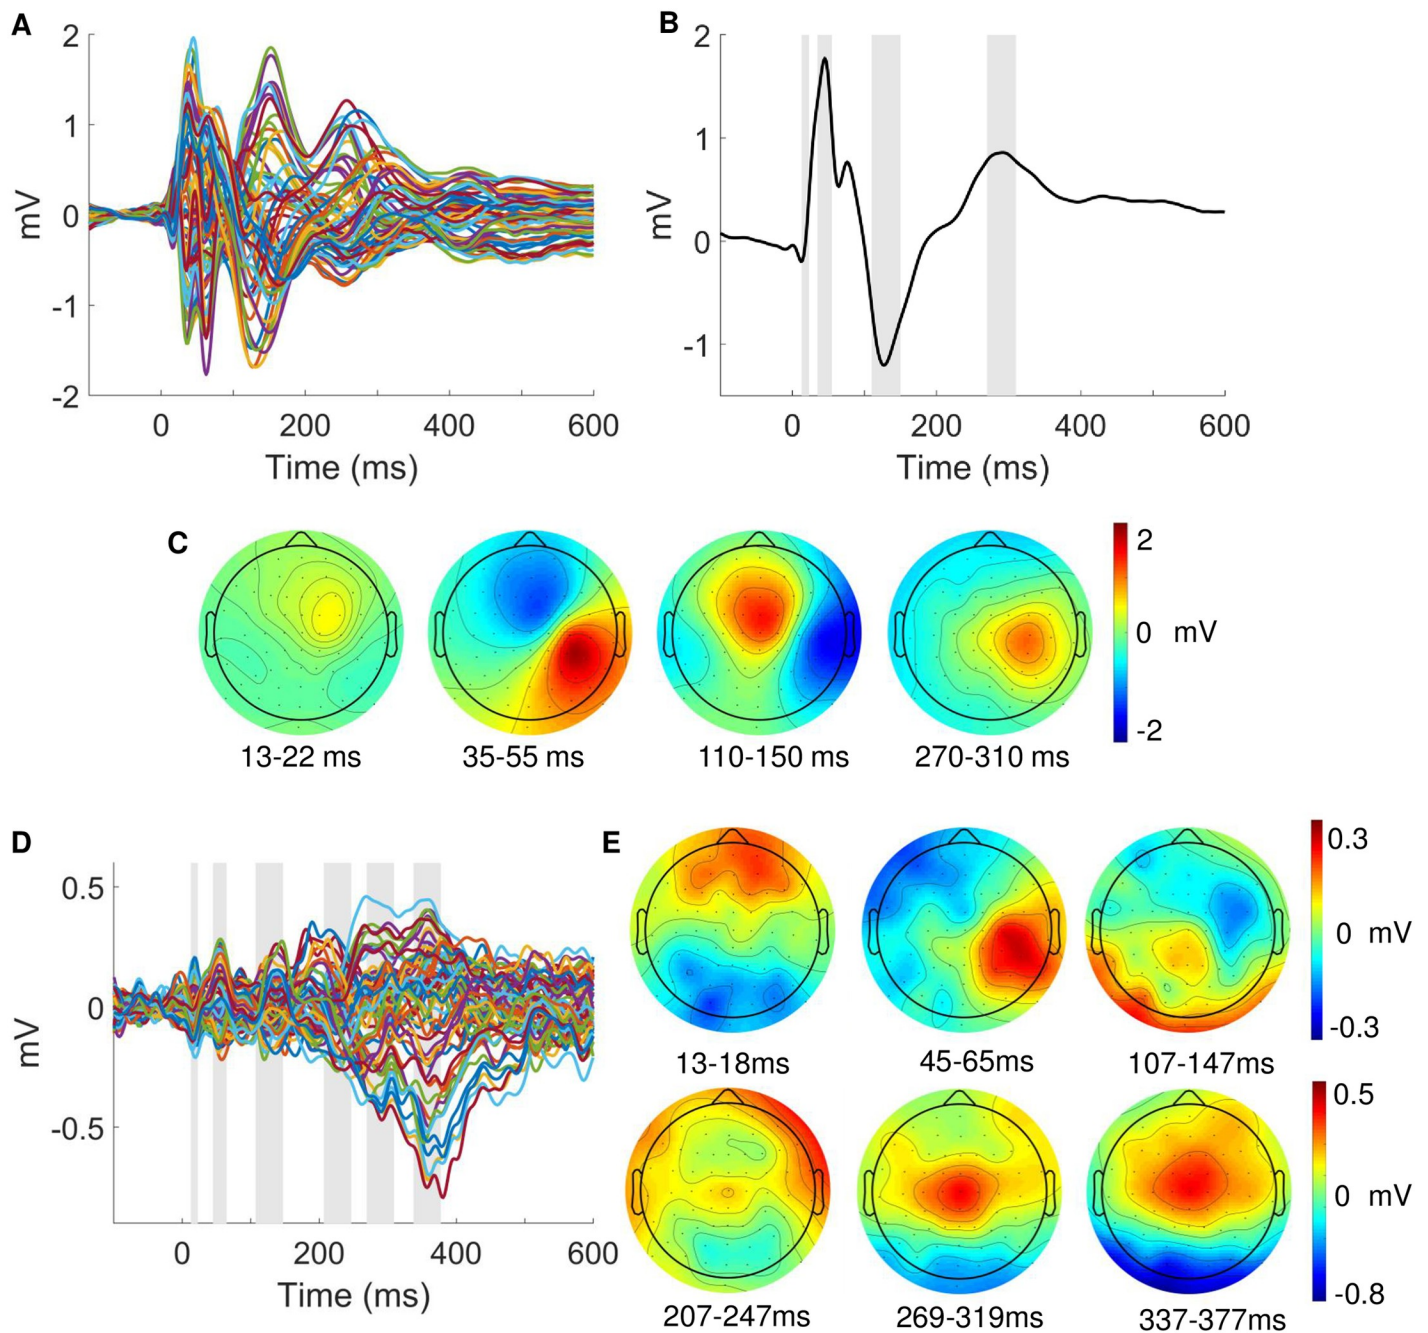 A
mV
2
1
0
-1
-2
0 200 400 600
Time (ms)
B
mV
2
1
0
-1
0 200 400 600
Time (ms)
C
13-22 ms
35-55 ms
110-150 ms
270-310 ms
2
0 mV
-2
D
mV
0.5
0
-0.5
0 200 400 600
Time (ms)
E
13-18ms
45-65ms
107-147ms
0.3
0 mV
-0.3
207-247ms
269-319ms
337-377ms
0.5
0 mV
-0.8